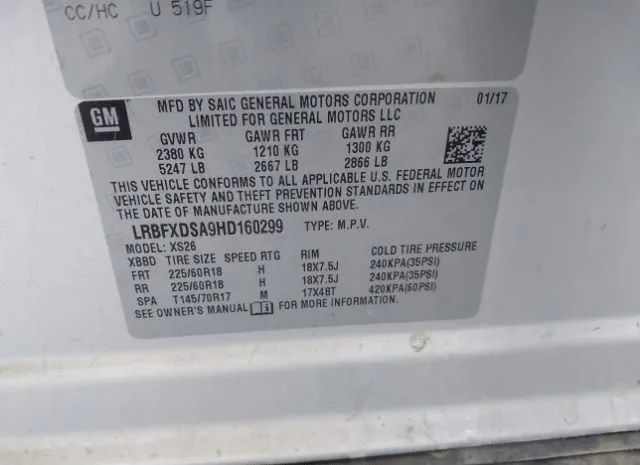 CC/HC U 519F
GM
MFD BY SAIC GENERAL MOTORS CORPORATION 01/17
LIMITED FOR GENERAL MOTORS LLC
GVWR GAWR FRT GAWR RR
2380 KG 1210 KG 1300 KG
5247 LB 2667 LB 2866 LB
THIS VEHICLE CONFORMS TO ALL APPLICABLE U.S. FEDERAL MOTOR
VEHICLE SAFETY AND THEFT PREVENTION STANDARDS IN EFFECT ON
THE DATE OF MANUFACTURE SHOWN ABOVE.
LRBFXDSA9HD160299 TYPE: M.P.V.
MODEL: XS26
XBBD TIRE SIZE SPEED RTG RIM COLD TIRE PRESSURE
FRT 225/60R18 H 18X7.5J 240KPA(35PSI)
RR 225/60R18 H 18X7.5J 240KPA(35PSI)
SPA T145/70R17 M 17X4BT 420KPA(60PSI)
SEE OWNER'S MANUAL FOR MORE INFORMATION.